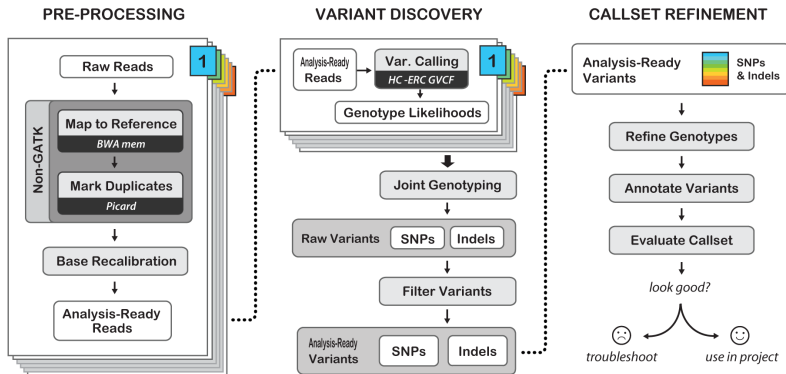 PRE-PROCESSING
1
Raw Reads
Non-GATK
Map to Reference
BWA mem
Mark Duplicates
Picard
Base Recalibration
Analysis-Ready
Reads
VARIANT DISCOVERY
1
Analysis-Ready
Reads
Var. Calling
HC -ERC GVCF
Genotype Likelihoods
Joint Genotyping
Raw Variants
SNPs
Indels
Filter Variants
Analysis-Ready
Variants
SNPs
Indels
CALLSET REFINEMENT
Analysis-Ready
Variants
SNPs
& Indels
Refine Genotypes
Annotate Variants
Evaluate Callset
look good?
troubleshoot
use in project